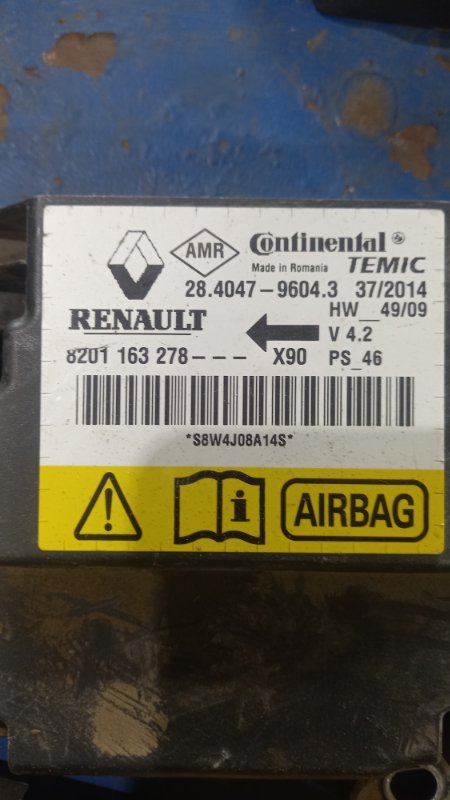 AMR
Continental
Made in Romania TEMIC
28.4047-9604.3 37/2014
HW__49/09
RENAULT
V 4.2
8201 163 278--- X90 PS_46
*S8W4J08A14S*
i
AIRBAG